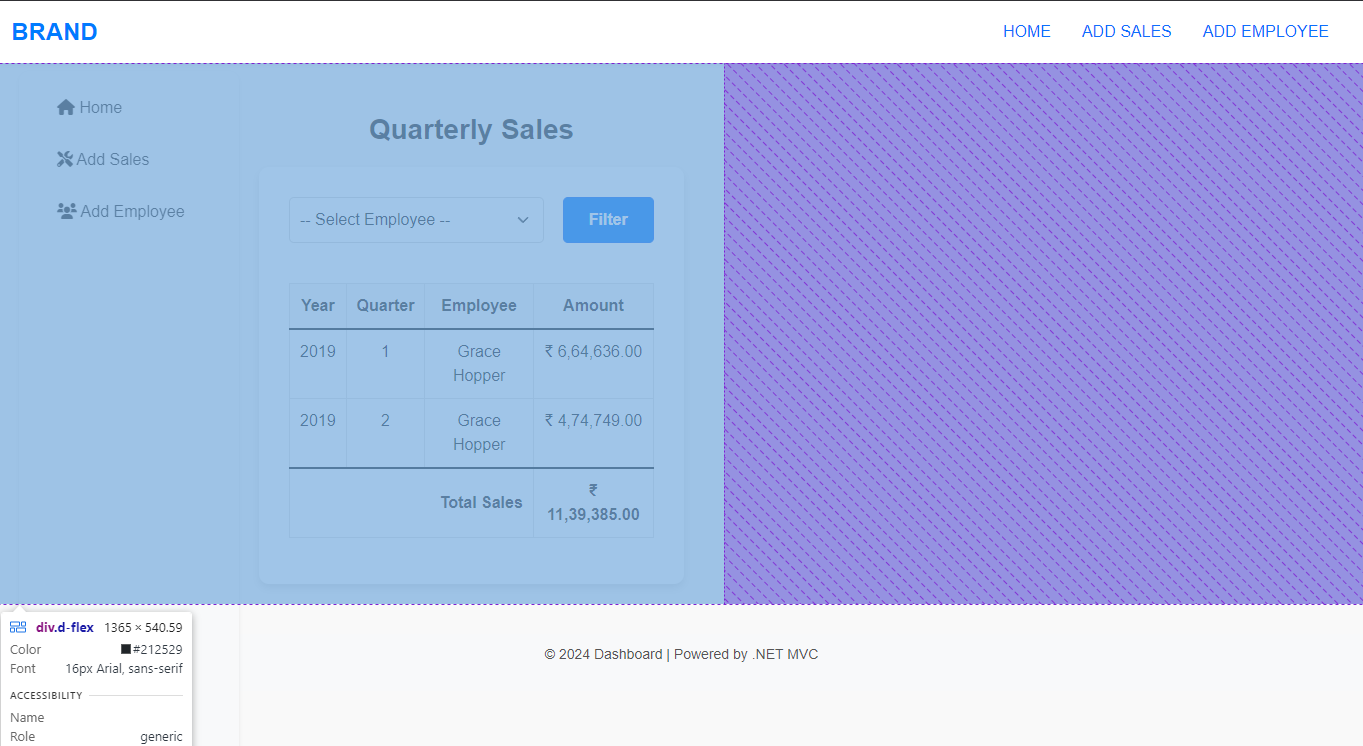 BRAND
HOME ADD SALES ADD EMPLOYEE
Home
Add Sales
Add Employee
Quarterly Sales
-- Select Employee --
Filter
Year Quarter Employee Amount
2019 1 Grace Hopper ₹ 6,64,636.00
2019 2 Grace Hopper ₹ 4,74,749.00
Total Sales ₹ 11,39,385.00
div.d-flex 1365 × 540.59
Color #212529
Font 16px Arial, sans-serif
ACCESSIBILITY
Name
Role generic
© 2024 Dashboard | Powered by .NET MVC